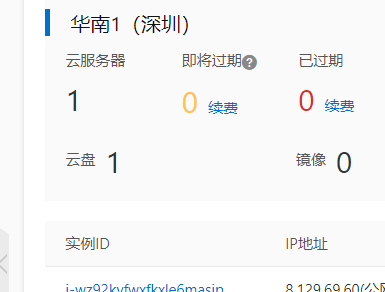 华南1（深圳）
云服务器 即将过期? 已过期
1 0 续费 0 续费
云盘 1 镜像 0
实例ID IP地址
i-wz92kyfwxfkxle6masin 8.129.69.60(公网